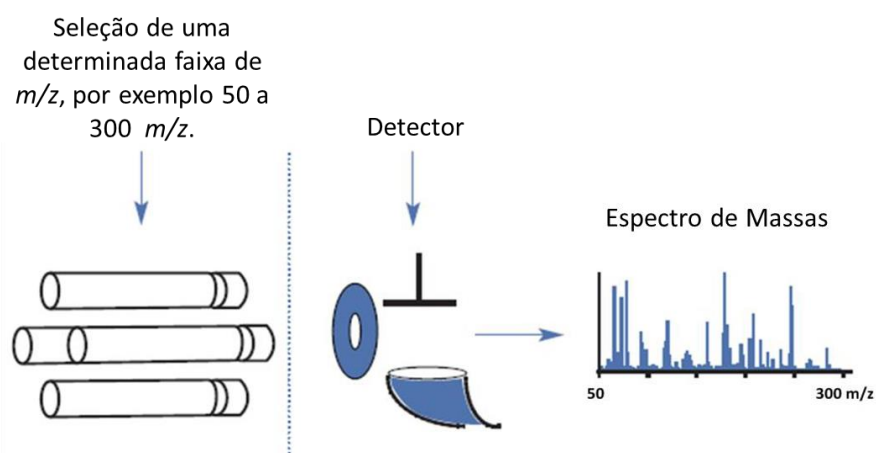 Seleção de uma
determinada faixa de
m/z, por exemplo 50 a
300 m/z.
Detector
Espectro de Massas
50
300 m/z